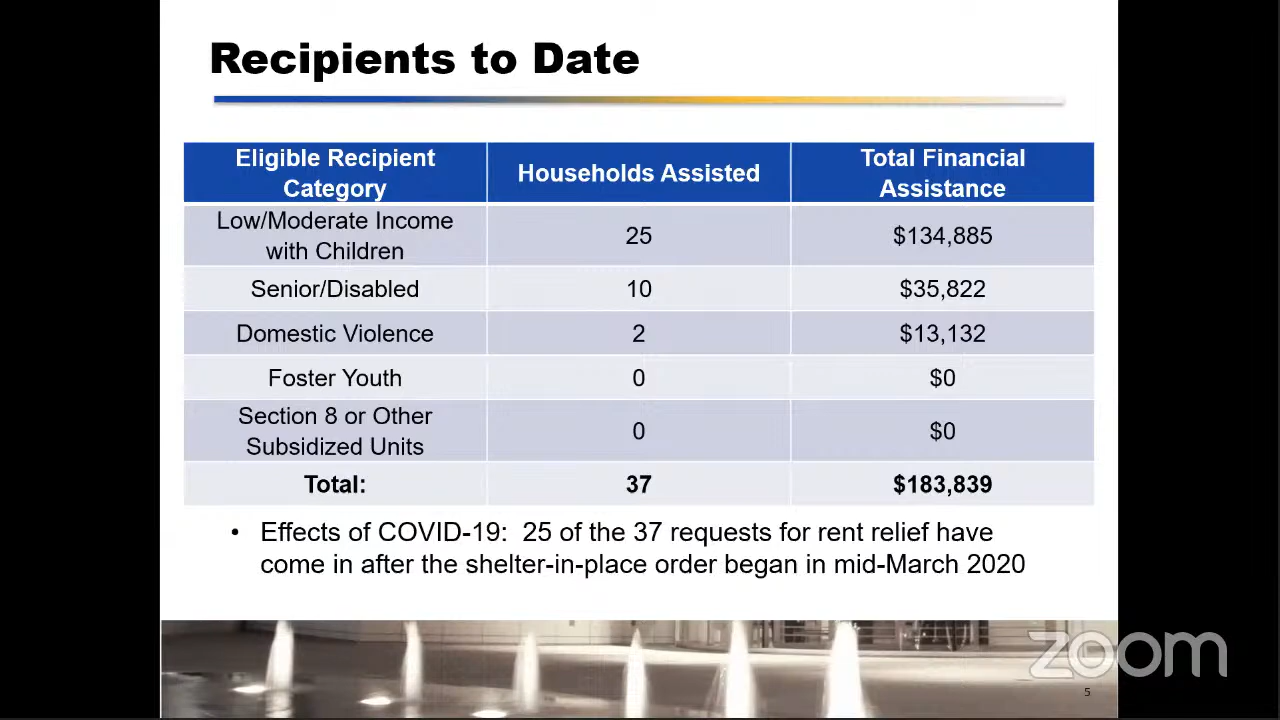 Recipients to Date
Eligible Recipient
Category
Households Assisted
Total Financial
Assistance
Low/Moderate Income
with Children
25
$134,885
Senior/Disabled
10
$35,822
Domestic Violence
2
$13,132
Foster Youth
0
$0
Section 8 or Other
Subsidized Units
0
$0
Total:
37
$183,839
• Effects of COVID-19: 25 of the 37 requests for rent relief have
come in after the shelter-in-place order began in mid-March 2020
zoom
5